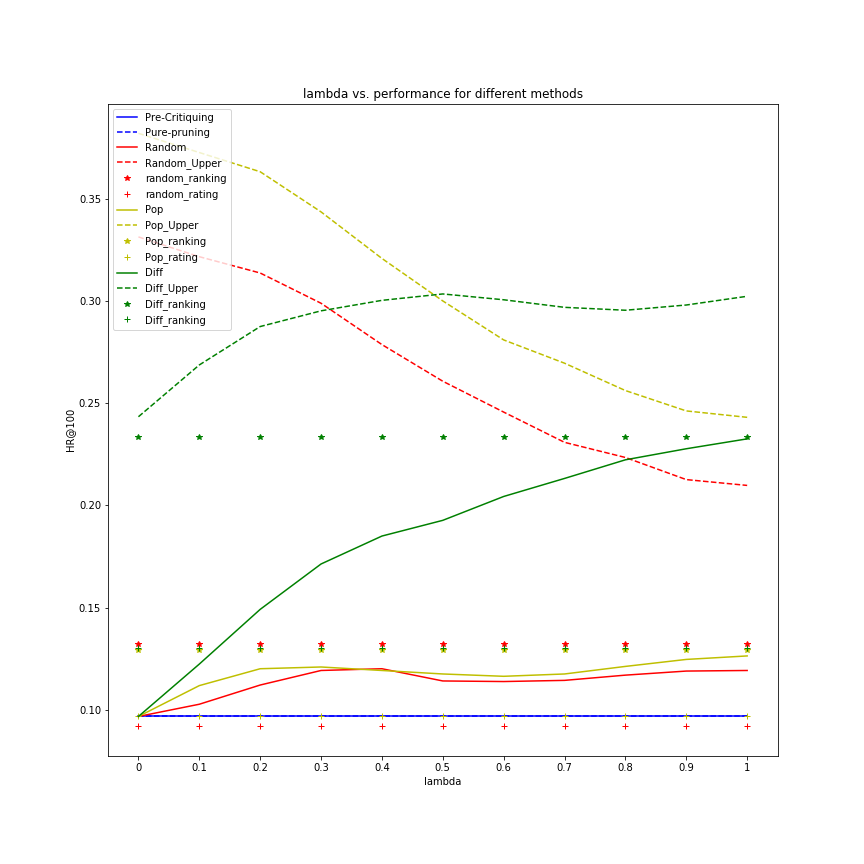 lambda vs. performance for different methods
Pre-Critiquing
Pure-pruning
Random
Random_Upper
random_ranking
random_rating
Pop
Pop_Upper
Pop_ranking
Pop_rating
Diff
Diff_Upper
Diff_ranking
Diff_ranking
HR@100
0.35
0.30
0.25
0.20
0.15
0.10
0 0.1 0.2 0.3 0.4 0.5 0.6 0.7 0.8 0.9 1
lambda